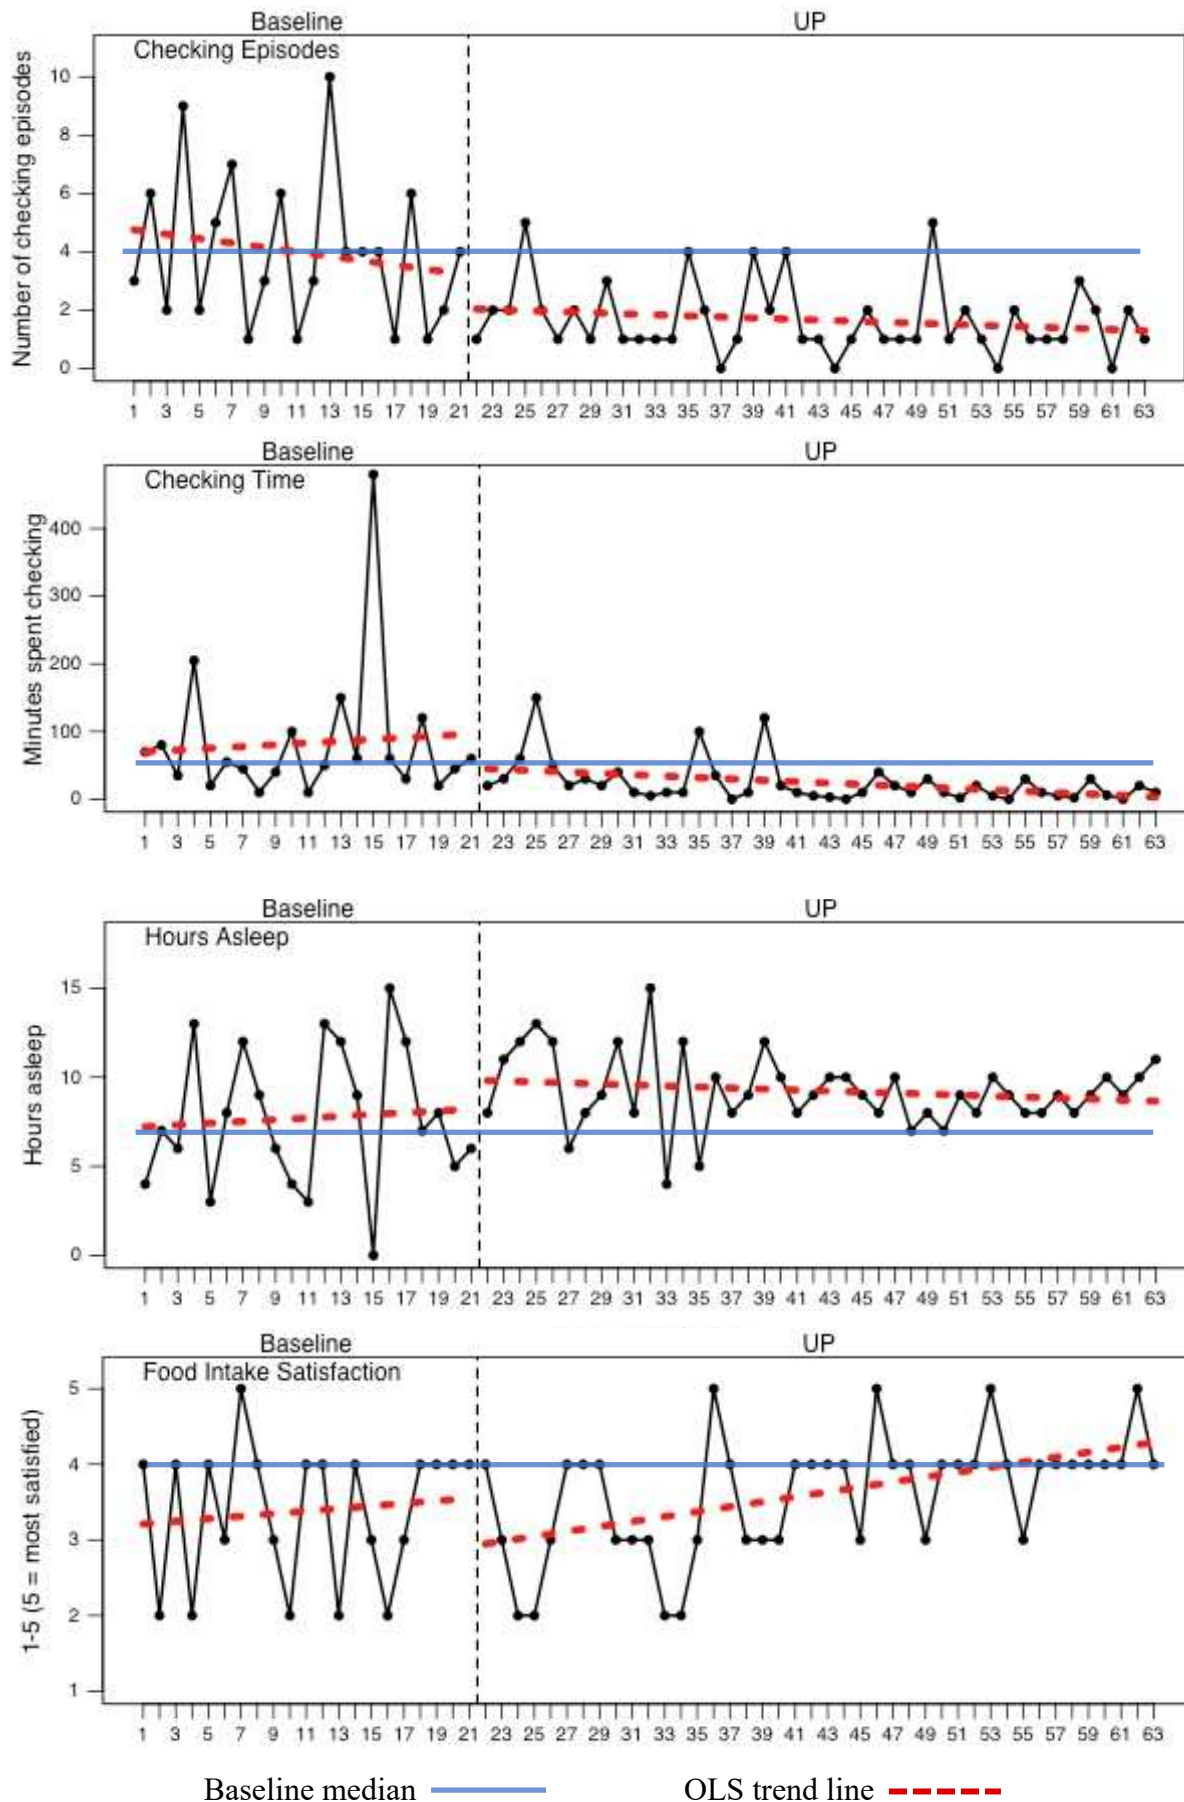 Baseline UP
Checking Episodes
Number of checking episodes
10
8
6
4
2
0
1 3 5 7 9 11 13 15 17 19 21 23 25 27 29 31 33 35 37 39 41 43 45 47 49 51 53 55 57 59 61 63
Baseline UP
Checking Time
Minutes spent checking
400
300
200
100
0
1 3 5 7 9 11 13 15 17 19 21 23 25 27 29 31 33 35 37 39 41 43 45 47 49 51 53 55 57 59 61 63
Baseline UP
Hours Asleep
Hours asleep
15
10
5
0
1 3 5 7 9 11 13 15 17 19 21 23 25 27 29 31 33 35 37 39 41 43 45 47 49 51 53 55 57 59 61 63
Baseline UP
Food Intake Satisfaction
1-5 (5 = most satisfied)
5
4
3
2
1
1 3 5 7 9 11 13 15 17 19 21 23 25 27 29 31 33 35 37 39 41 43 45 47 49 51 53 55 57 59 61 63
Baseline median OLS trend line